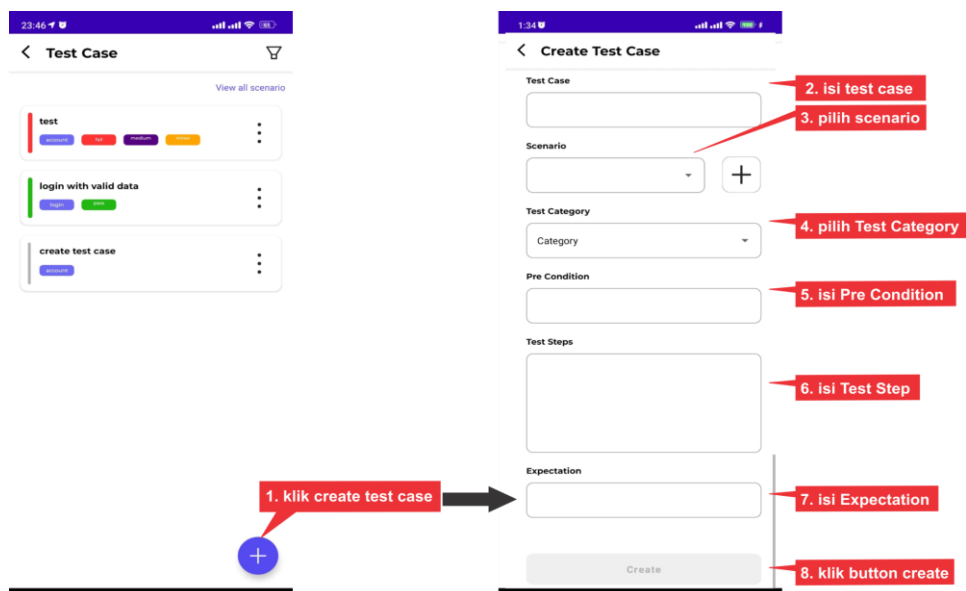 23:46
Test Case
View all scenario
test
account fail medium minor
login with valid data
login pass
create test case
account
1. klik create test case
1:34
Create Test Case
Test Case
2. isi test case
3. pilih scenario
Scenario
Test Category
Category
4. pilih Test Category
Pre Condition
5. isi Pre Condition
Test Steps
6. isi Test Step
Expectation
7. isi Expectation
Create
8. klik button create